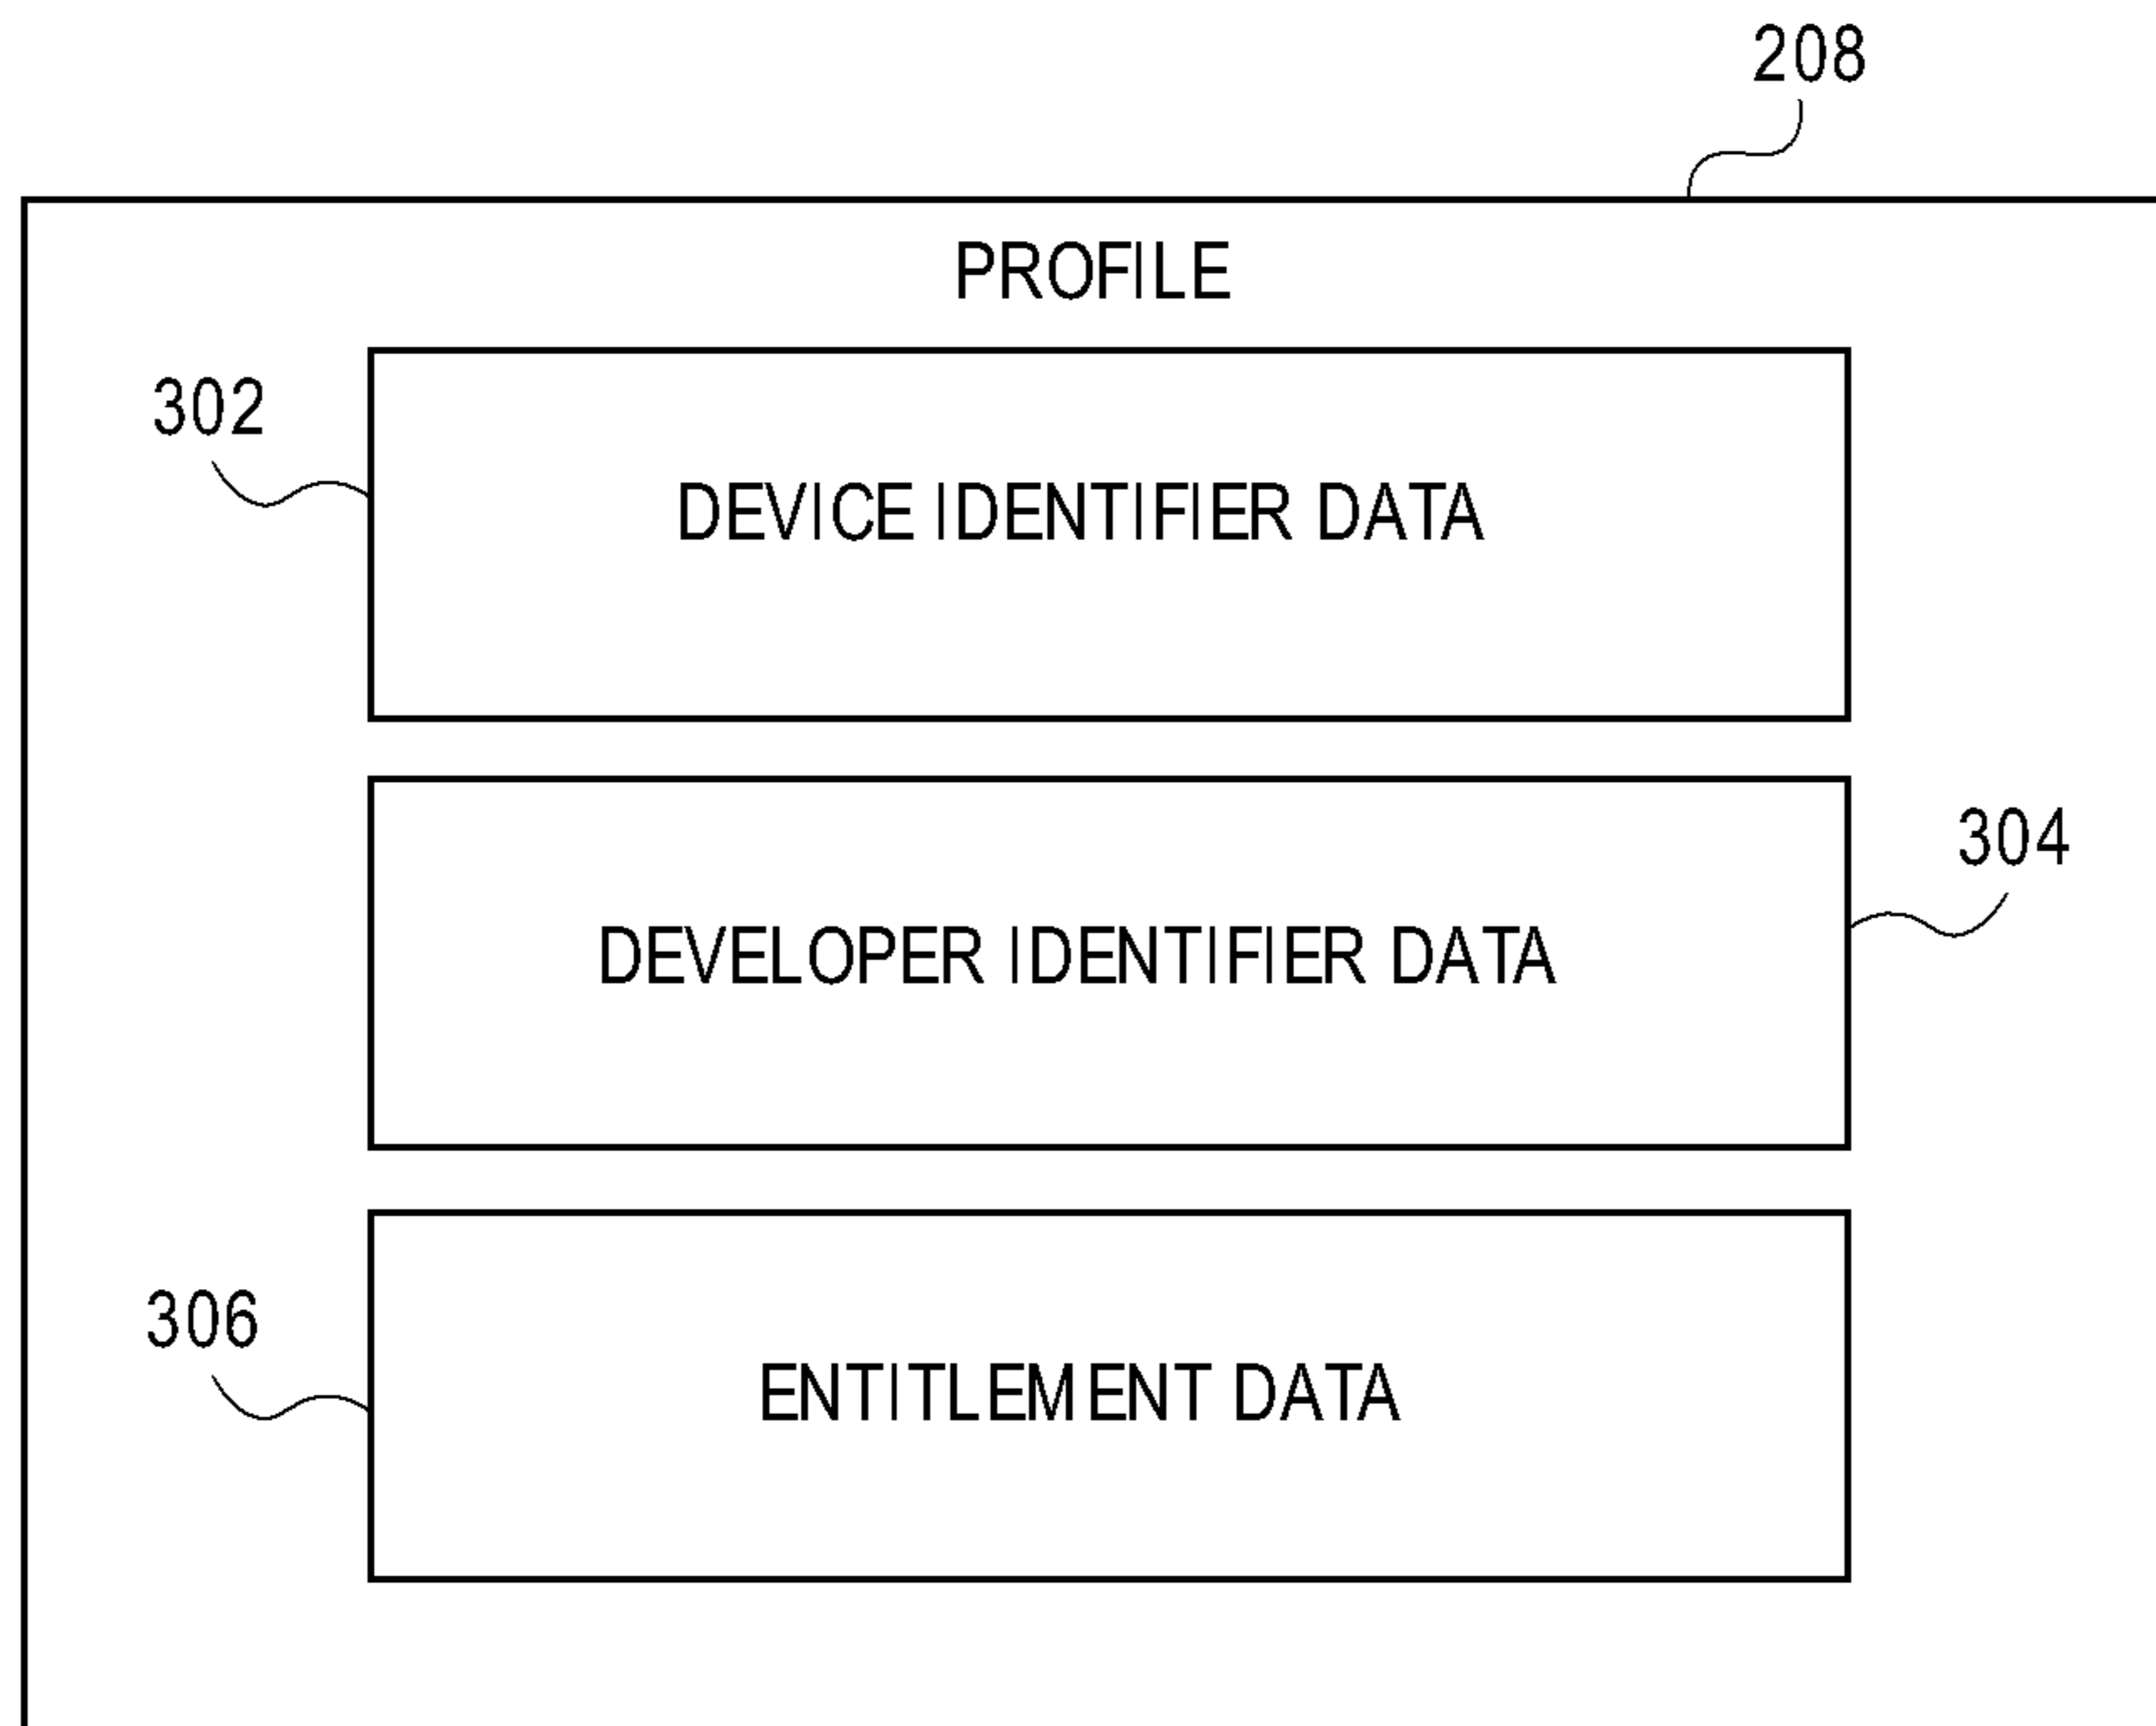 208
PROFILE
302
DEVICE IDENTIFIER DATA
304
DEVELOPER IDENTIFIER DATA
306
ENTITLEMENT DATA